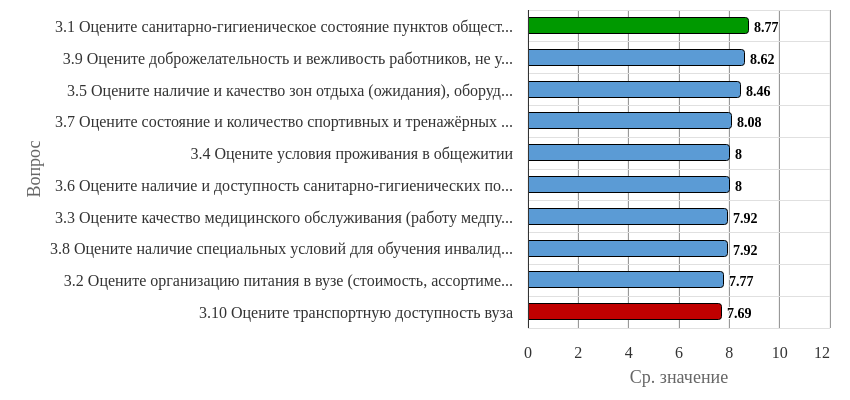 3.1 Оцените санитарно-гигиеническое состояние пунктов общест... 8.77
3.9 Оцените доброжелательность и вежливость работников, не у... 8.62
3.5 Оцените наличие и качество зон отдыха (ожидания), оборуд... 8.46
3.7 Оцените состояние и количество спортивных и тренажёрных ... 8.08
3.4 Оцените условия проживания в общежитии 8
3.6 Оцените наличие и доступность санитарно-гигиенических по... 8
3.3 Оцените качество медицинского обслуживания (работу медпу... 7.92
3.8 Оцените наличие специальных условий для обучения инвалид... 7.92
3.2 Оцените организацию питания в вузе (стоимость, ассортиме... 7.77
3.10 Оцените транспортную доступность вуза 7.69
Вопрос
0 2 4 6 8 10 12
Ср. значение